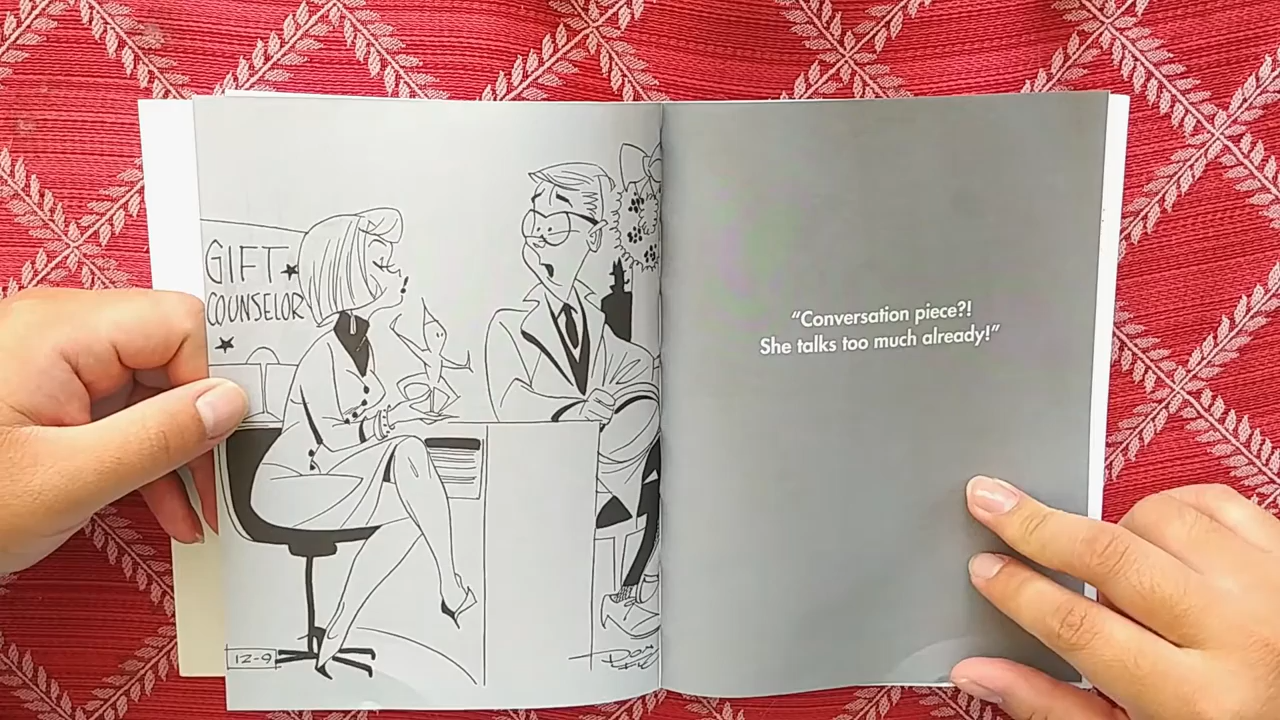 GIFT
COUNSELOR
12-9
"Conversation piece?!
She talks too much already!"